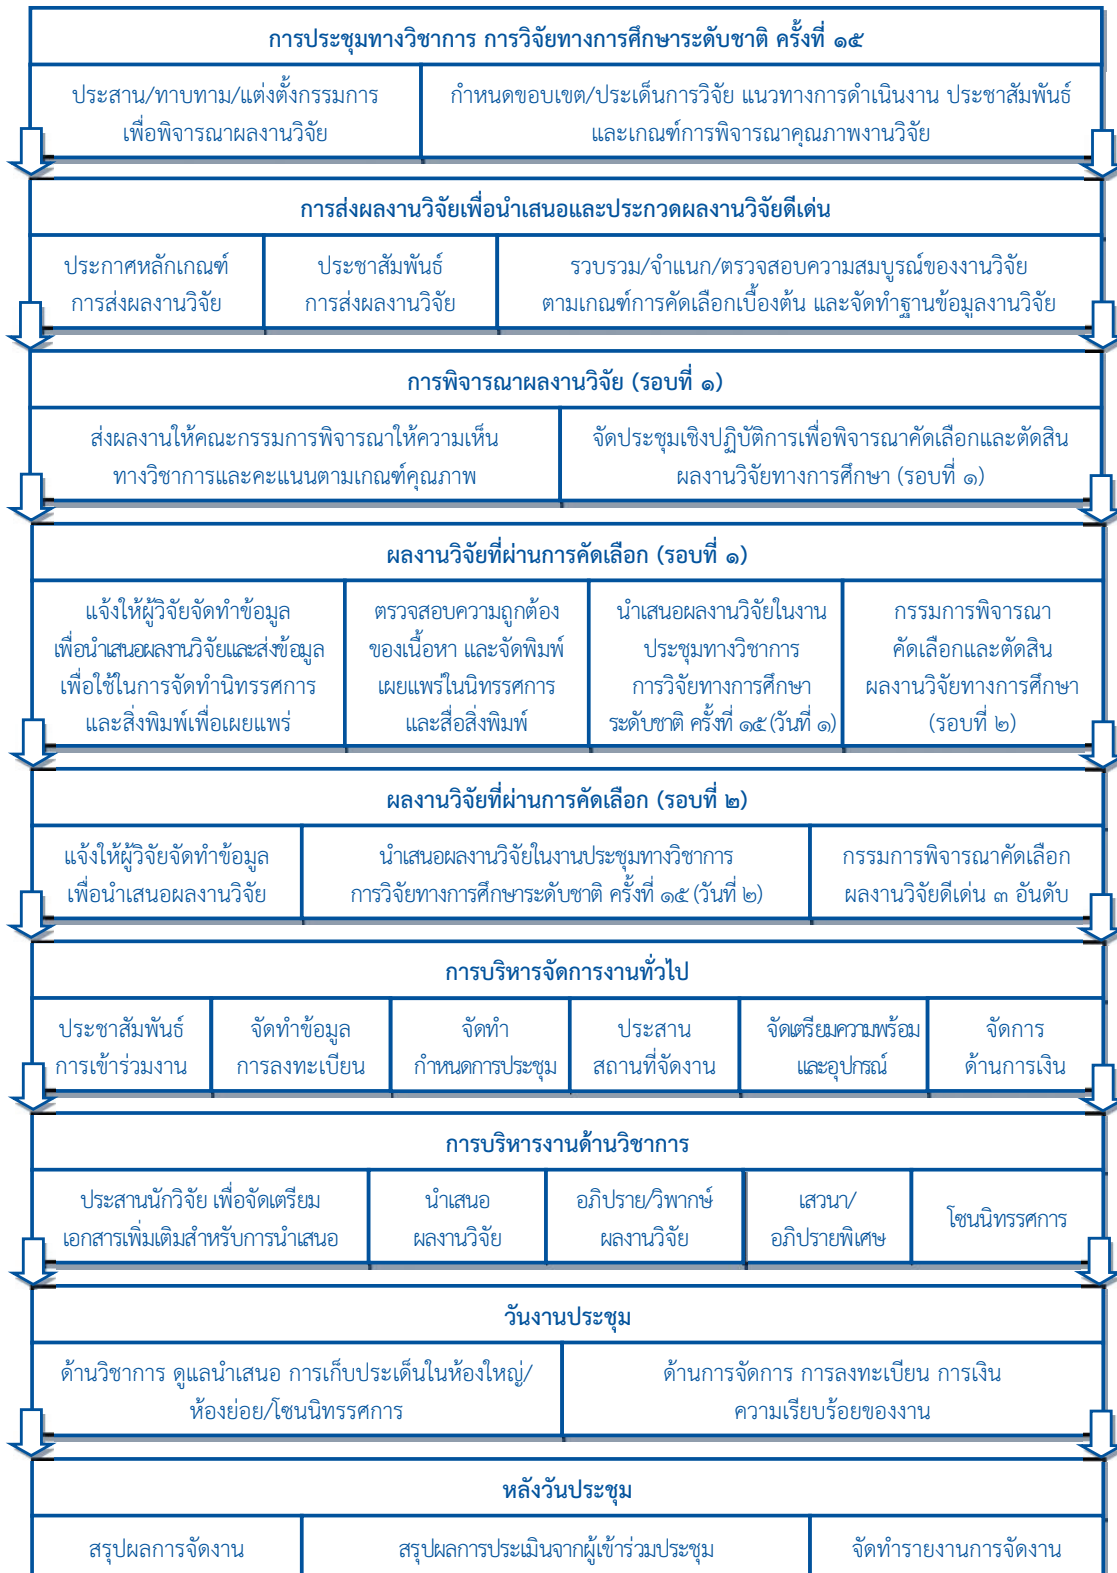 การประชุมทางวิชาการ การวิจัยทางการศึกษาระดับชาติ ครั้งที่ ๑๕
ประสาน/ทาบทาม/แต่งตั้งกรรมการ
เพื่อพิจารณาผลงานวิจัย
กำหนดขอบเขต/ประเด็นการวิจัย แนวทางการดำเนินงาน ประชาสัมพันธ์
และเกณฑ์การพิจารณาคุณภาพงานวิจัย
การส่งผลงานวิจัยเพื่อนำเสนอและประกวดผลงานวิจัยดีเด่น
ประกาศหลักเกณฑ์
การส่งผลงานวิจัย
ประชาสัมพันธ์
การส่งผลงานวิจัย
รวบรวม/จำแนก/ตรวจสอบความสมบูรณ์ของงานวิจัย
ตามเกณฑ์การคัดเลือกเบื้องต้น และจัดทำฐานข้อมูลงานวิจัย
การพิจารณาผลงานวิจัย (รอบที่ ๑)
ส่งผลงานให้คณะกรรมการพิจารณาให้ความเห็น
ทางวิชาการและคะแนนตามเกณฑ์คุณภาพ
จัดประชุมเชิงปฏิบัติการเพื่อพิจารณาคัดเลือกและตัดสิน
ผลงานวิจัยทางการศึกษา (รอบที่ ๑)
ผลงานวิจัยที่ผ่านการคัดเลือก (รอบที่ ๑)
แจ้งให้ผู้วิจัยจัดทำข้อมูล
เพื่อนำเสนอผลงานวิจัยและส่งข้อมูล
เพื่อใช้ในการจัดทำนิทรรศการ
และสิ่งพิมพ์เพื่อเผยแพร่
ตรวจสอบความถูกต้อง
ของเนื้อหา และจัดพิมพ์
เผยแพร่ในนิทรรศการ
และสื่อสิ่งพิมพ์
นำเสนอผลงานวิจัยในงาน
ประชุมทางวิชาการ
การวิจัยทางการศึกษา
ระดับชาติ ครั้งที่ ๑๕ (วันที่ ๑)
กรรมการพิจารณา
คัดเลือกและตัดสิน
ผลงานวิจัยทางการศึกษา
(รอบที่ ๒)
ผลงานวิจัยที่ผ่านการคัดเลือก (รอบที่ ๒)
แจ้งให้ผู้วิจัยจัดทำข้อมูล
เพื่อนำเสนอผลงานวิจัย
นำเสนอผลงานวิจัยในงานประชุมทางวิชาการ
การวิจัยทางการศึกษาระดับชาติ ครั้งที่ ๑๕ (วันที่ ๒)
กรรมการพิจารณาคัดเลือก
ผลงานวิจัยดีเด่น ๓ อันดับ
การบริหารจัดการงานทั่วไป
ประชาสัมพันธ์
การเข้าร่วมงาน
จัดทำข้อมูล
การลงทะเบียน
จัดทำ
กำหนดการประชุม
ประสาน
สถานที่จัดงาน
จัดเตรียมความพร้อม
และอุปกรณ์
จัดการ
ด้านการเงิน
การบริหารงานด้านวิชาการ
ประสานนักวิจัย เพื่อจัดเตรียม
เอกสารเพิ่มเติมสำหรับการนำเสนอ
นำเสนอ
ผลงานวิจัย
อภิปราย/วิพากษ์
ผลงานวิจัย
เสวนา/
อภิปรายพิเศษ
โซนนิทรรศการ
วันงานประชุม
ด้านวิชาการ ดูแลนำเสนอ การเก็บประเด็นในห้องใหญ่/
ห้องย่อย/โซนนิทรรศการ
ด้านการจัดการ การลงทะเบียน การเงิน
ความเรียบร้อยของงาน
หลังวันประชุม
สรุปผลการจัดงาน
สรุปผลการประเมินจากผู้เข้าร่วมประชุม
จัดทำรายงานการจัดงาน